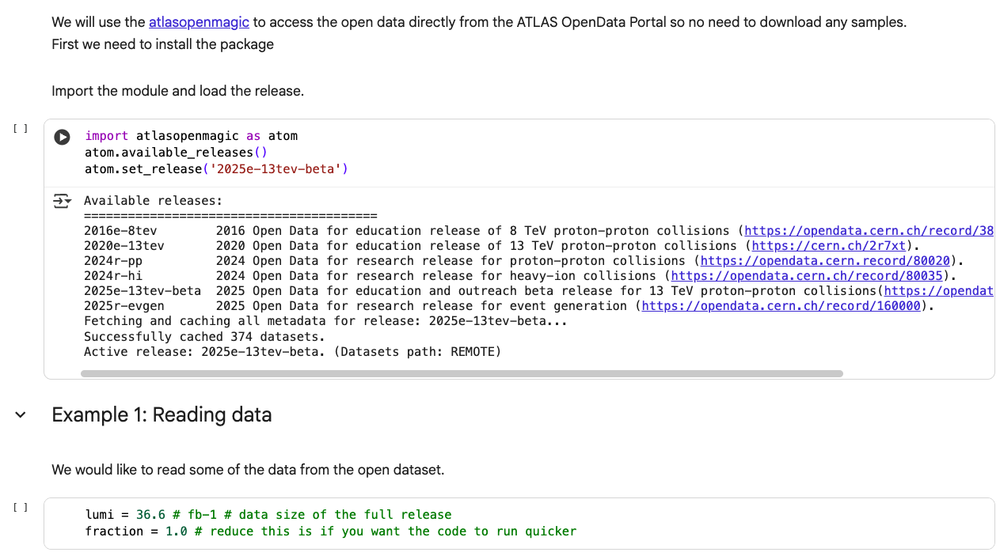 We will use the atlasopenmagic to access the open data directly from the ATLAS OpenData Portal so no need to download any samples.
First we need to install the package
Import the module and load the release.
[ ]
import atlasopenmagic as atom
atom.available_releases()
atom.set_release('2025e-13tev-beta')
Available releases:
========================================
2016e-8tev        2016 Open Data for education release of 8 TeV proton-proton collisions (https://opendata.cern.ch/record/38
2020e-13tev       2020 Open Data for education release of 13 TeV proton-proton collisions (https://cern.ch/2r7xt).
2024r-pp          2024 Open Data for research release for proton-proton collisions (https://opendata.cern.record/80020).
2024r-hi          2024 Open Data for research release for heavy-ion collisions (https://opendata.cern.ch/record/80035).
2025e-13tev-beta  2025 Open Data for education and outreach beta release for 13 TeV proton-proton collisions(https://opendat
2025r-evgen       2025 Open Data for research release for event generation (https://opendata.cern.ch/record/160000).
Fetching and caching all metadata for release: 2025e-13tev-beta...
Successfully cached 374 datasets.
Active release: 2025e-13tev-beta. (Datasets path: REMOTE)
Example 1: Reading data
We would like to read some of the data from the open dataset.
[ ]
lumi = 36.6 # fb-1 # data size of the full release
fraction = 1.0 # reduce this is if you want the code to run quicker